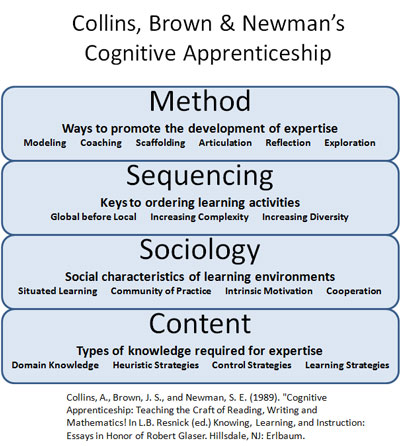 Collins, Brown & Newman's
Cognitive Apprenticeship
Method
Ways to promote the development of expertise
Modeling Coaching Scaffolding Articulation Reflection Exploration
Sequencing
Keys to ordering learning activities
Global before Local Increasing Complexity Increasing Diversity
Sociology
Social characteristics of learning environments
Situated Learning Community of Practice Intrinsic Motivation Cooperation
Content
Types of knowledge required for expertise
Domain Knowledge Heuristic Strategies Control Strategies Learning Strategies
Collins, A., Brown, J. S., and Newman, S. E. (1989). "Cognitive
Apprenticeship: Teaching the Craft of Reading, Writing and
Mathematics! In L.B. Resnick (ed.) Knowing, Learning, and Instruction:
Essays in Honor of Robert Glaser. Hillsdale, NJ: Erlbaum.